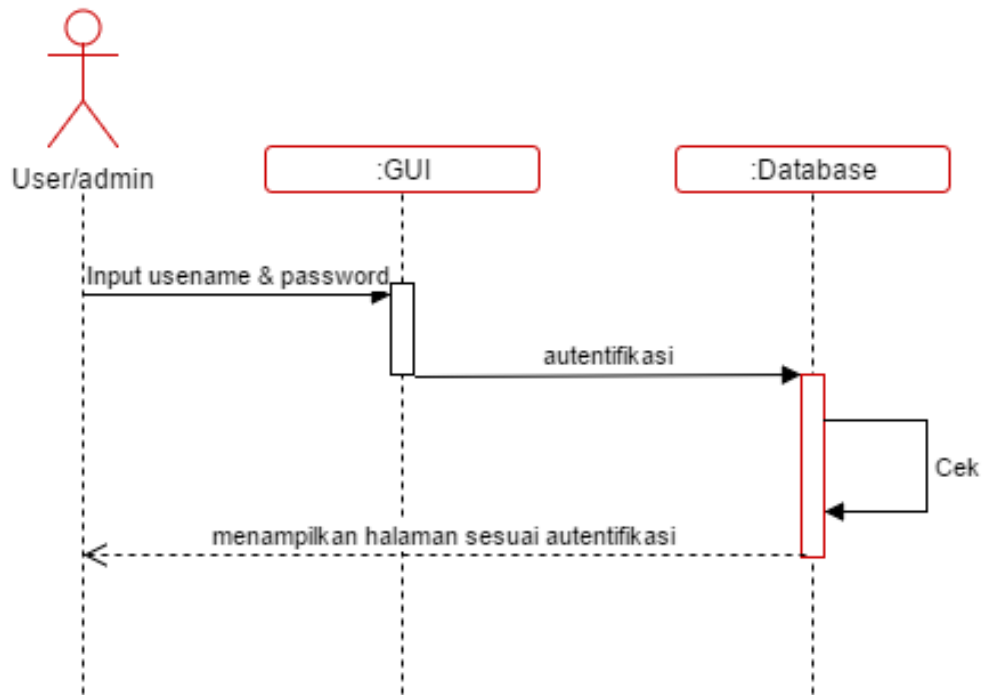 User/admin
:GUI
:Database
Input usename & password
autentifikasi
Cek
menampilkan halaman sesuai autentifikasi